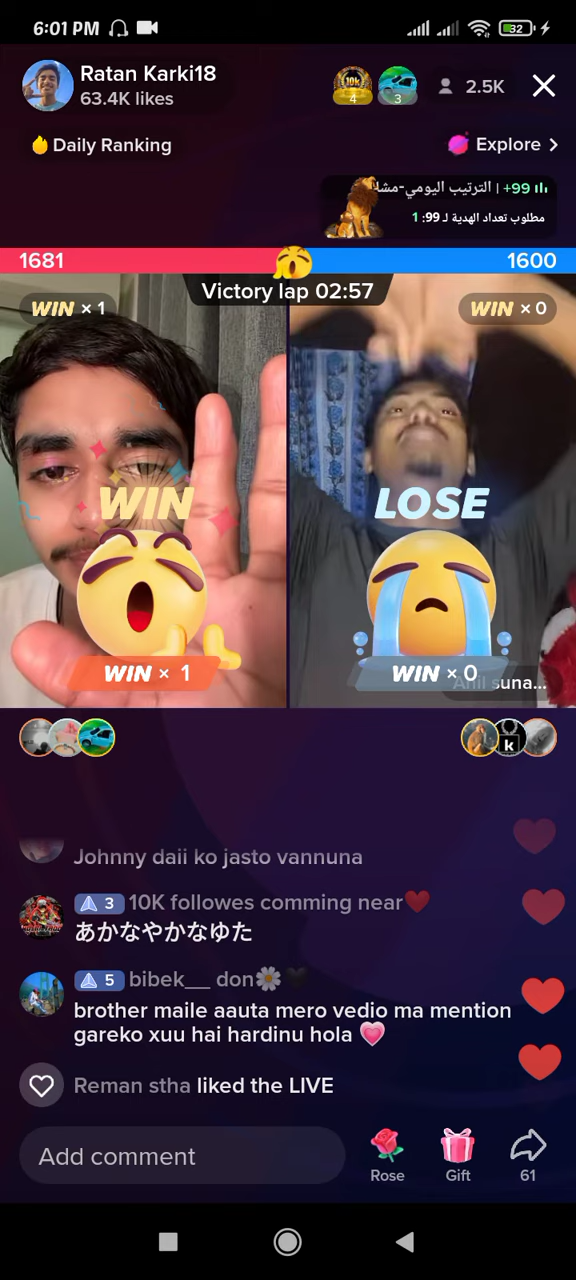 6:01 PM
32
Ratan Karki18
63.4K likes
10k
4
3
2.5K
Daily Ranking
Explore
+99 | الترتيب اليومي-مشا
مطلوب تعداد الهدية لـ 99: 1
1681
1600
Victory lap 02:57
WIN × 1
WIN × 0
WIN
LOSE
WIN × 1
WIN × 0
Anil suna...
k
Johnny daii ko jasto vannuna
3 10K followes comming near❤️
あかなやかなゆた
5 bibek__ don🌼🖤
brother maile aauta mero vedio ma mention
gareko xuu hai hardinu hola 💗
Reman stha liked the LIVE
Add comment
Rose
Gift
61